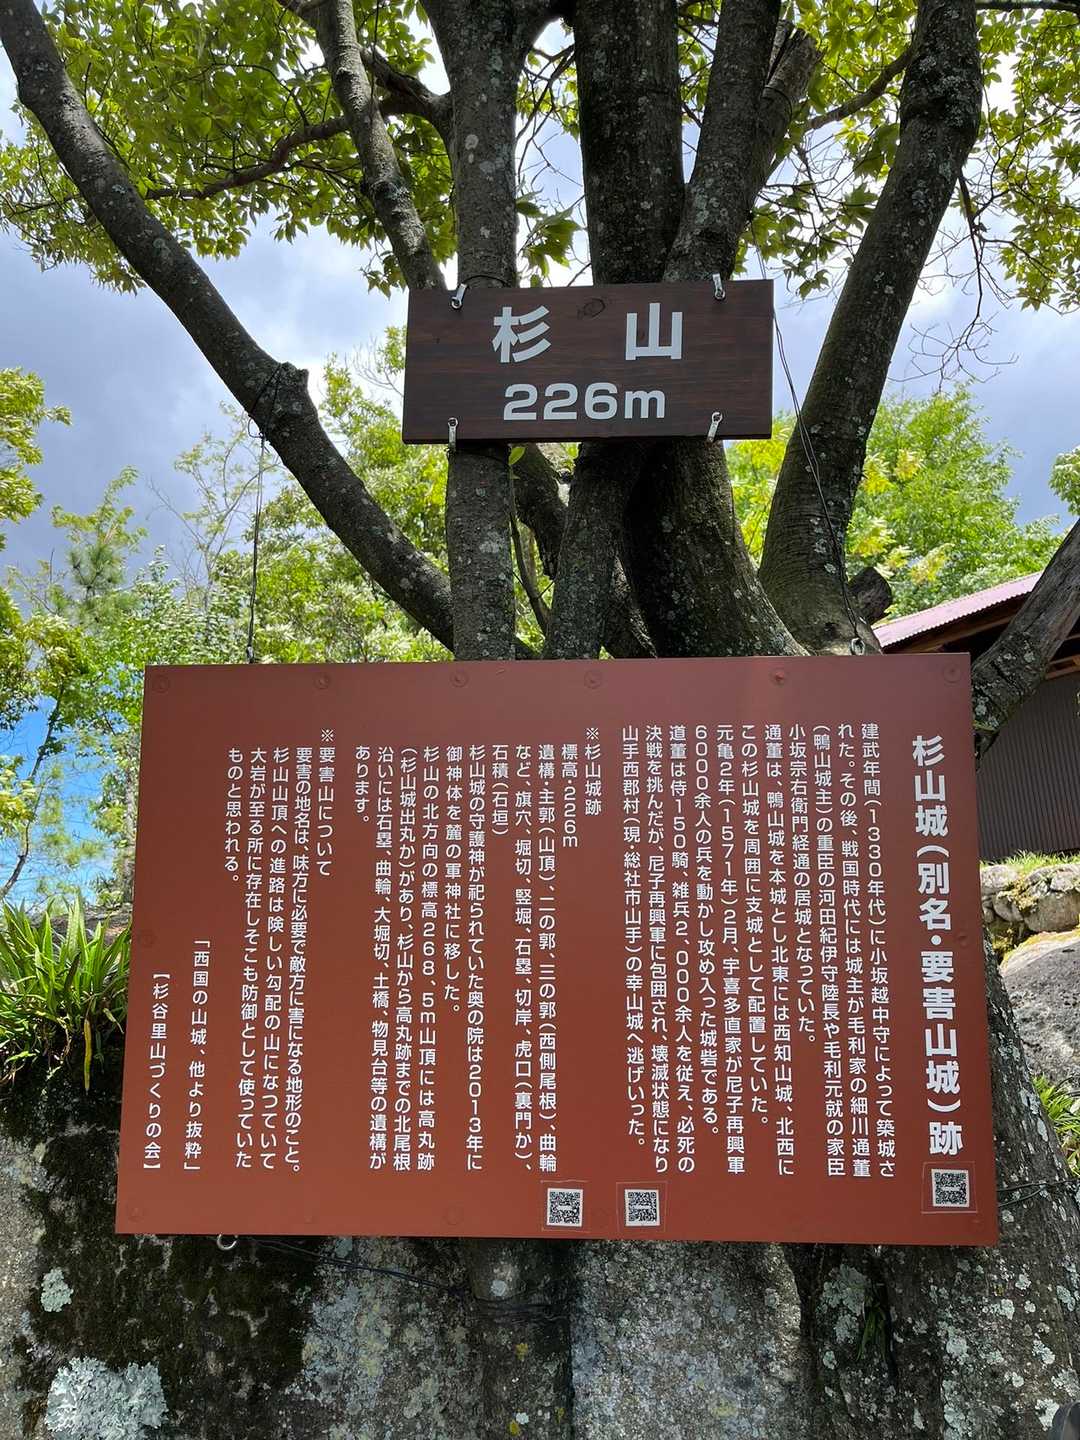 杉　山
226m
杉山城(別名・要害山城)跡
建武年間(1330年代)に小坂越中守によって築城さ
れた。その後、戦国時代には城主が毛利家の細川通董
(鴨山城主)の重臣の河田紀伊守陸長や毛利元就の家臣
小坂宗右衛門経通の居城となっていた。
通董は、鴨山城を本城とし北東には西知山城、北西に
この杉山城を周囲に支城として配置していた。
元亀2年(1571年)2月、宇喜多直家が尼子再興軍
6000余人の兵を動かし攻め入った城砦である。
道董は侍150騎、雑兵2,000余人を従え、必死の
決戦を挑んだが、尼子再興軍に包囲され、壊滅状態になり
山手西郡村(現・総社市山手)の幸山城へ逃げいった。
※杉山城跡
標高・226m
遺構・主郭(山頂)、二の郭、三の郭(西側尾根)、曲輪
など、旗穴、堀切、竪堀、石塁、切岸、虎口(裏門か)、
石積(石垣)
杉山城の守護神が祀られていた奥の院は2013年に
御神体を麓の軍神社に移した。
杉山の北方向の標高268、5m山頂には高丸跡
(杉山城出丸か)があり、杉山から高丸跡までの北尾根
沿いには石塁、曲輪、大堀切、土橋、物見台等の遺構が
あります。
※要害山について
要害の地名は、味方に必要で敵方に害になる地形のこと。
杉山山頂への進路は険しい勾配の山になつていて
大岩が至る所に存在しそこも防御として使っていた
ものと思われる。
「西国の山城、他より抜粋」
【杉谷里山づくりの会】